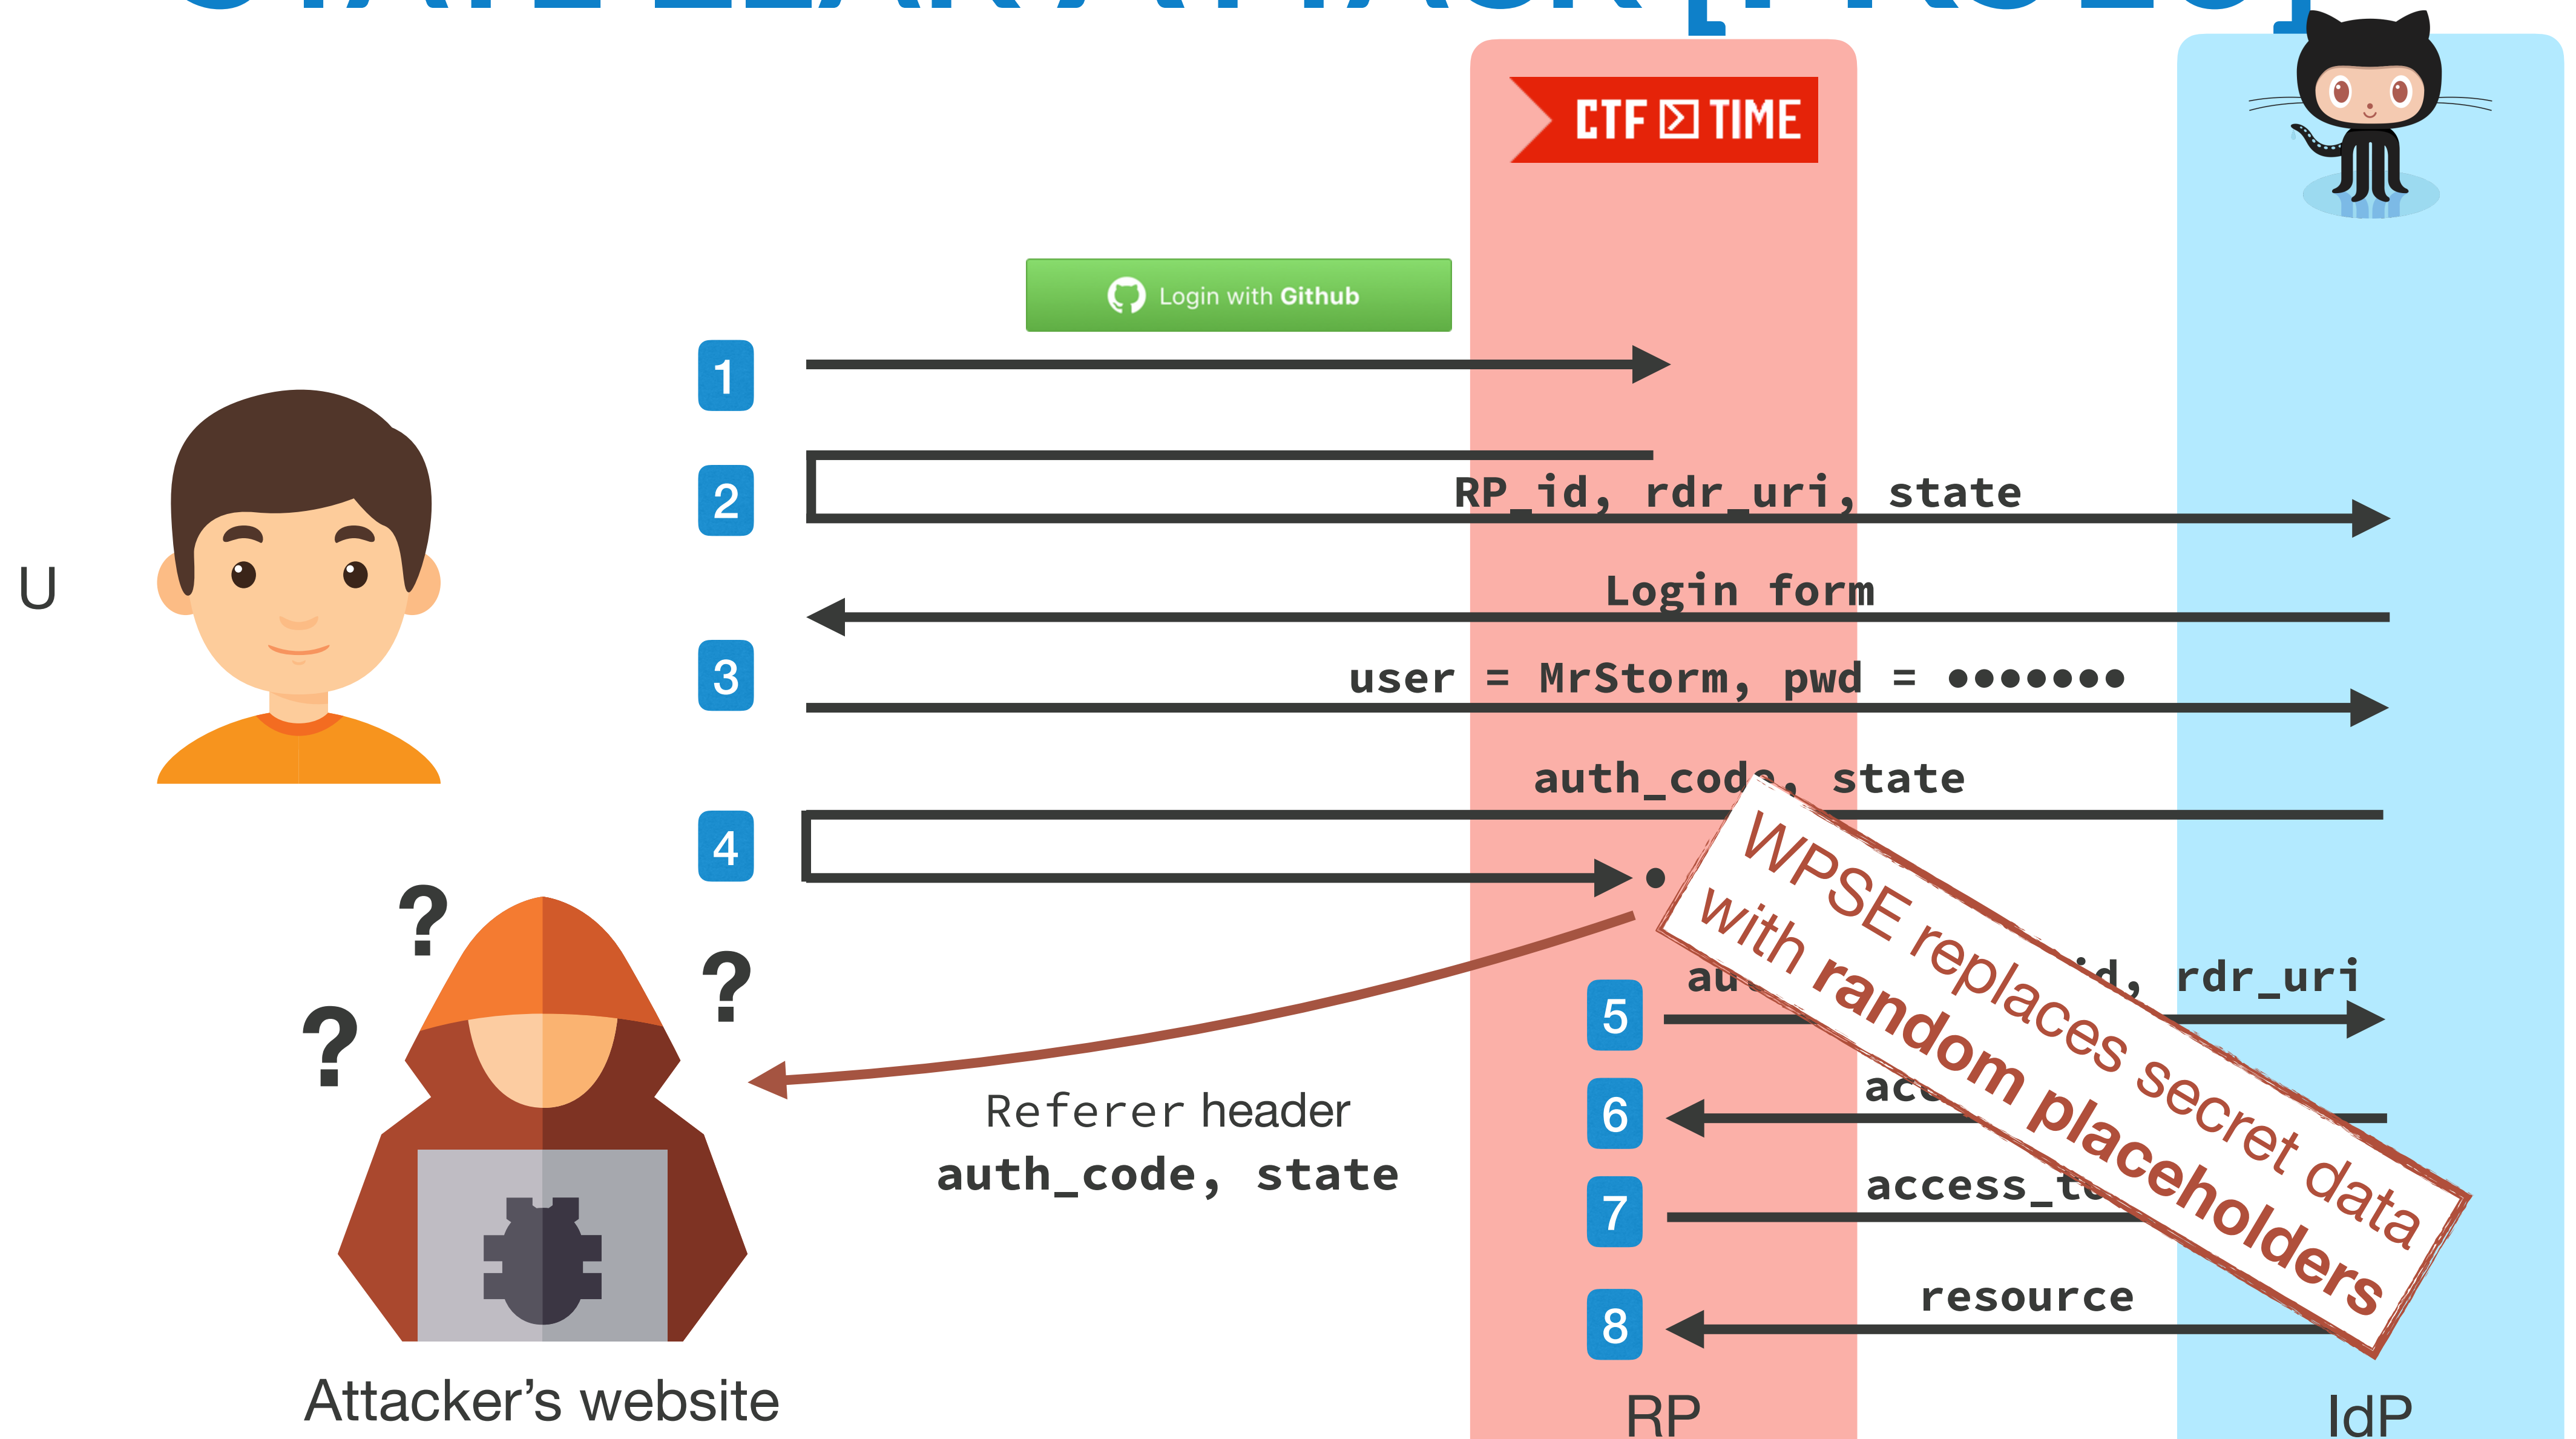 CTF TIME
Login with Github
1
2
RP_id, rdr_uri, state
Login form
U
3
user = MrStorm, pwd = •••••••
auth_code, state
4
?
?
?
WPSE replaces secret data
with random placeholders
rdr_uri
5
6
Referer header
auth_code, state
7
resource
8
Attacker's website
RP
IdP